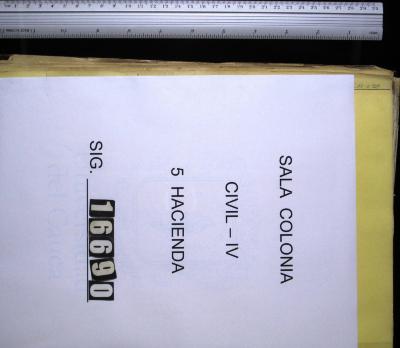 SALA COLONIA
CIVIL – IV
5 HACIENDA
SIG. 16690